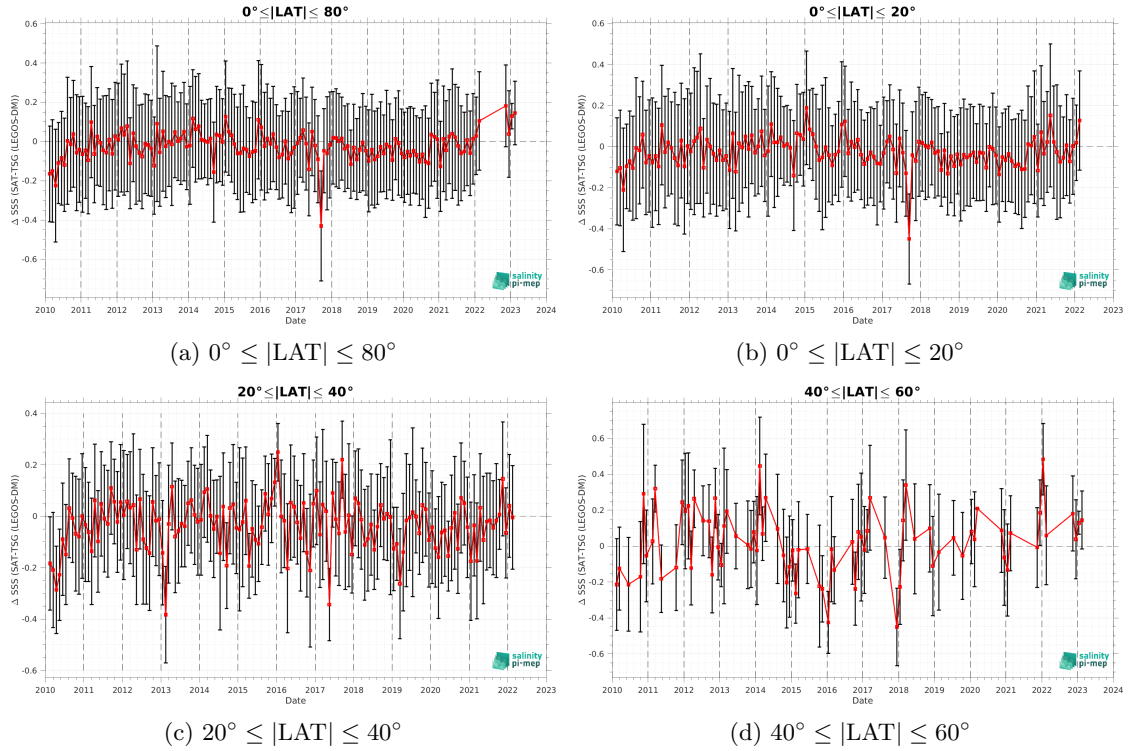 0°≤|LAT|≤ 80°
0.6
0.4
0.2
0
-0.2
-0.4
-0.6
Δ SSS (SAT-TSG (LEGOS-DM))
2010 2011 2012 2013 2014 2015 2016 2017 2018 2019 2020 2021 2022 2023 2024
Date
salinity
pi-mep
(a) 0° ≤ |LAT| ≤ 80°
0°≤|LAT|≤ 20°
0.6
0.4
0.2
0
-0.2
-0.4
-0.6
Δ SSS (SAT-TSG (LEGOS-DM))
2010 2011 2012 2013 2014 2015 2016 2017 2018 2019 2020 2021 2022 2023
Date
salinity
pi-mep
(b) 0° ≤ |LAT| ≤ 20°
20°≤|LAT|≤ 40°
0.4
0.2
0
-0.2
-0.4
-0.6
Δ SSS (SAT-TSG (LEGOS-DM))
2010 2011 2012 2013 2014 2015 2016 2017 2018 2019 2020 2021 2022 2023
Date
salinity
pi-mep
(c) 20° ≤ |LAT| ≤ 40°
40°≤|LAT|≤ 60°
0.6
0.4
0.2
0
-0.2
-0.4
-0.6
Δ SSS (SAT-TSG (LEGOS-DM))
2010 2011 2012 2013 2014 2015 2016 2017 2018 2019 2020 2021 2022 2023 2024
Date
salinity
pi-mep
(d) 40° ≤ |LAT| ≤ 60°